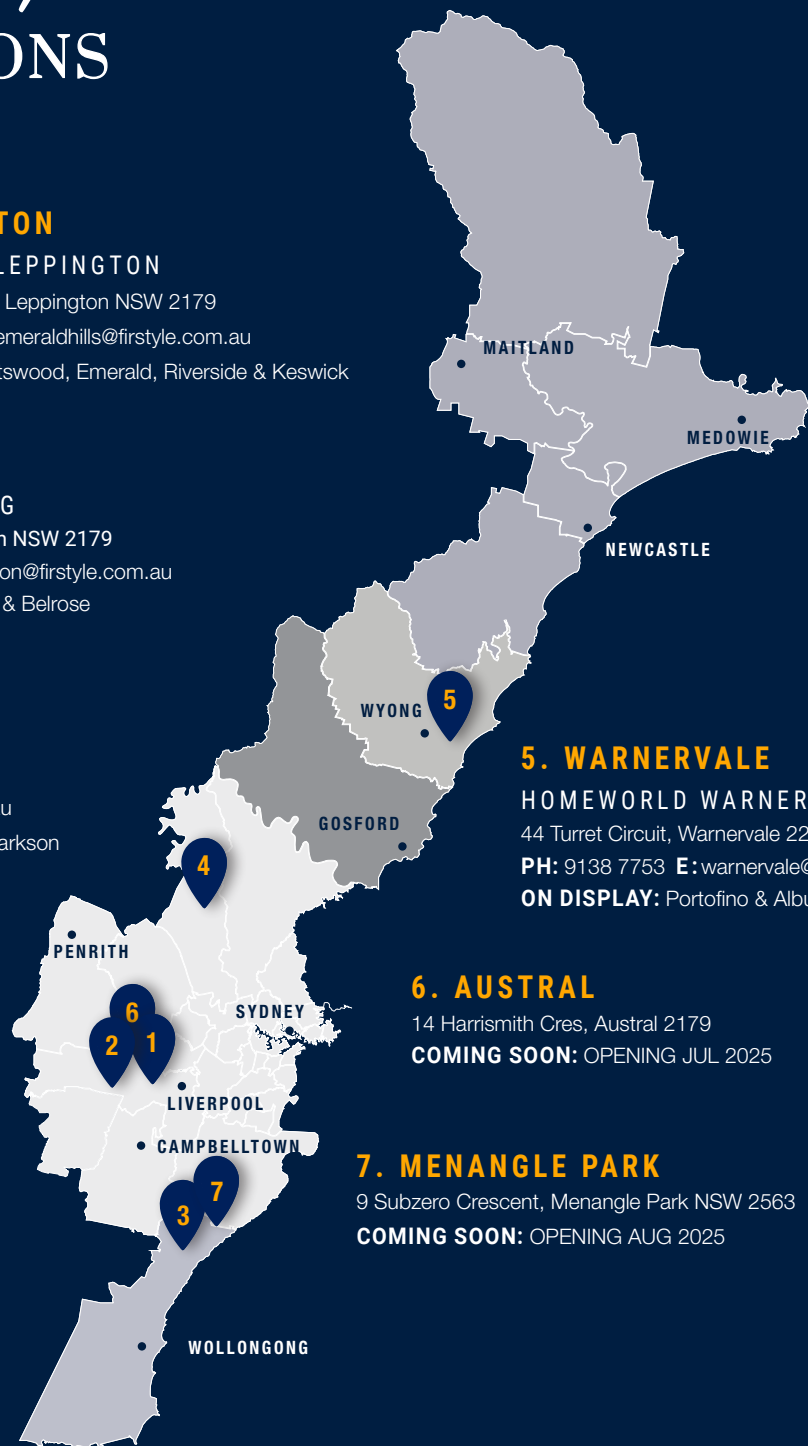 ONS
TON
LEPPINGTON
Leppington NSW 2179
emeraldhills@firstyle.com.au
tswood, Emerald, Riverside & Keswick
G
n NSW 2179
on@firstyle.com.au
& Belrose
u
arkson
MAITLAND
MEDOWIE
NEWCASTLE
WYONG
5
GOSFORD
4
PENRITH
6
2
1
SYDNEY
LIVERPOOL
CAMPBELLTOWN
7
3
WOLLONGONG
5. WARNERVALE
HOMEWORLD WARNER
44 Turret Circuit, Warnervale 22
PH: 9138 7753 E: warnervale@
ON DISPLAY: Portofino & Albu
6. AUSTRAL
14 Harrismith Cres, Austral 2179
COMING SOON: OPENING JUL 2025
7. MENANGLE PARK
9 Subzero Crescent, Menangle Park NSW 2563
COMING SOON: OPENING AUG 2025